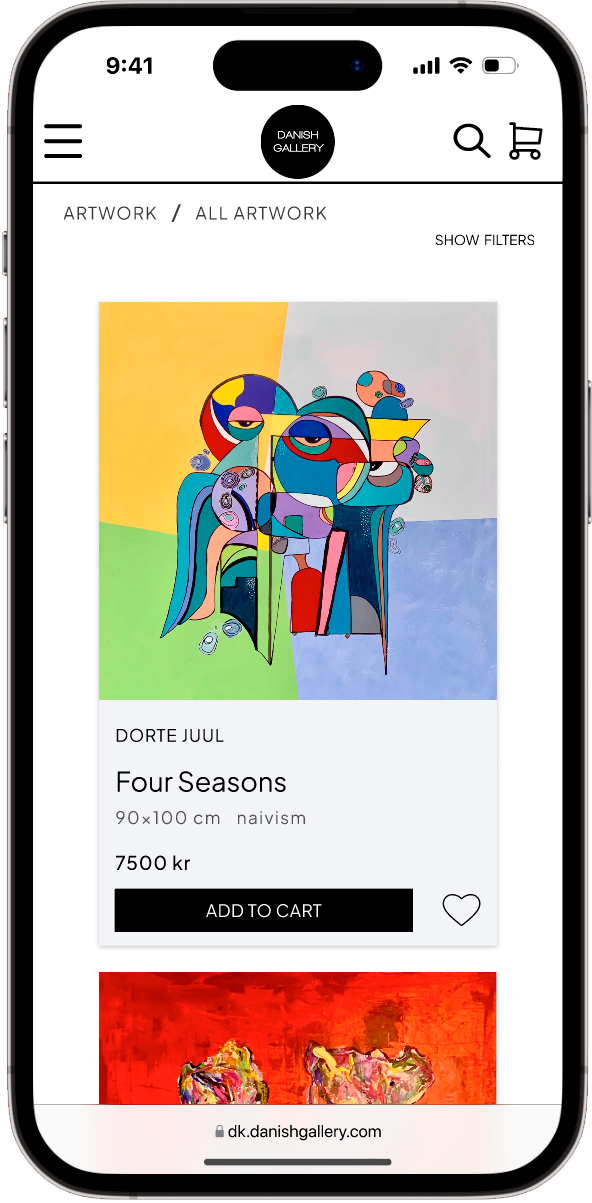 9:41
DANISH
GALLERY
ARTWORK / ALL ARTWORK
SHOW FILTERS
DORTE JUUL
Four Seasons
90×100 cm naivism
7500 kr
ADD TO CART
dk.danishgallery.com